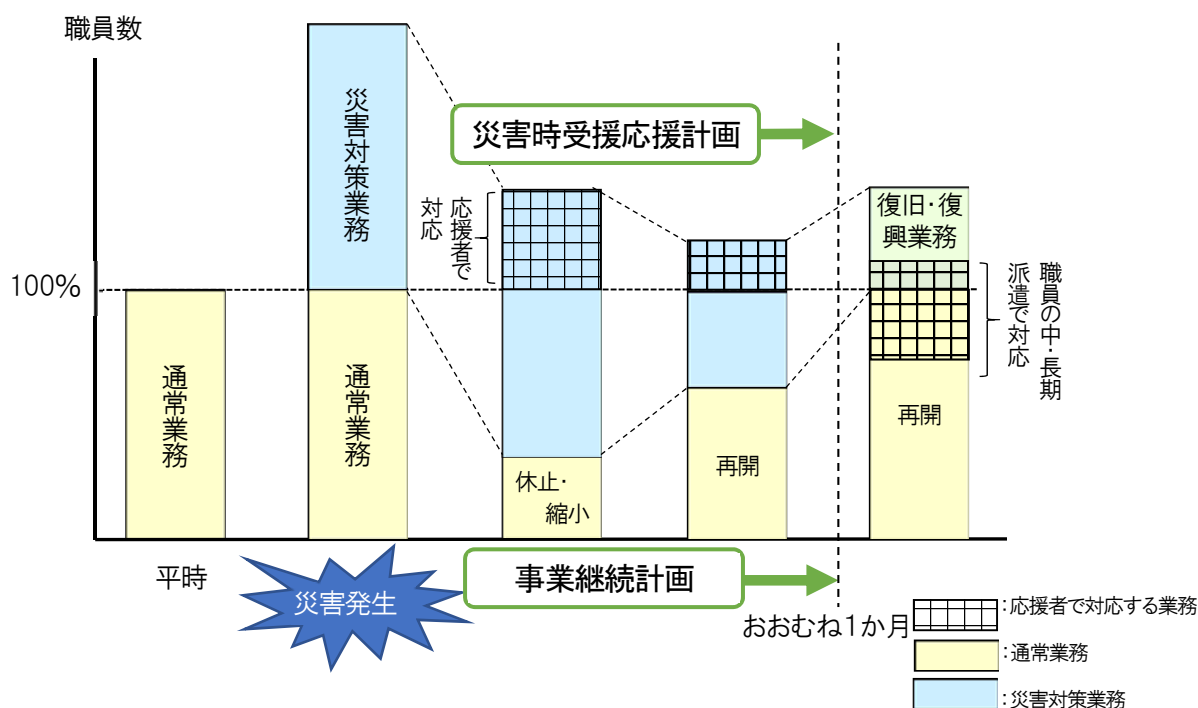 職員数
災害対策業務
災害時受援応援計画
応援者で
対応
復旧・復
興業務
100%
職員の中・長期
派遣で対応
通常業務
通常業務
休止・
縮小
再開
再開
平時
災害発生
事業継続計画
おおむね1か月
:応援者で対応する業務
:通常業務
:災害対策業務